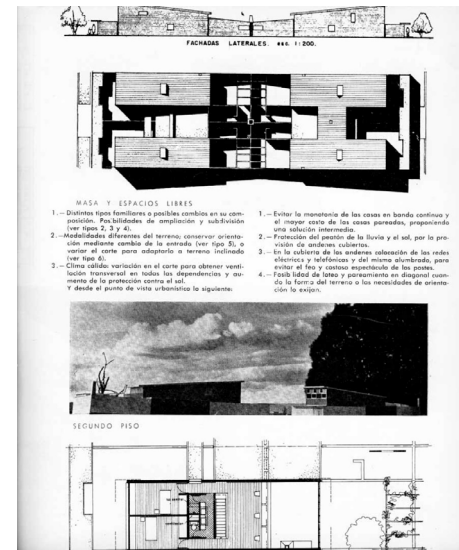 FACHADAS LATERALES. esc. 1:200.
MASA Y ESPACIOS LIBRES
1.—Distintos tipos familiares o posibles cambios en su com-
posición. Posibilidades de ampliación y subdivisión
(ver tipos 2, 3 y 4).
2.—Modalidades diferentes del terreno; conservar orienta-
ción mediante cambio de la entrada (ver tipo 5), o
variar el corte para adaptarlo a terreno inclinado
(ver tipo 6).
3.—Clima cálido: variación en el corte para obtener venti-
lación transversal en todas las dependencias y au-
mento de la protección contra el sol.
Y desde el punto de vista urbanístico lo siguiente:
1.—Evitar la monotonía de las casas en banda continua y
el mayor costo de las casas pareadas, proponiendo
una solución intermedia.
2.—Protección del peatón de la lluvia y el sol, por la pro-
visión de andenes cubiertos.
3.—En la cubierta de los andenes colocación de las redes
eléctricas y telefónicas y del mismo alumbrado, para
evitar el feo y costoso espectáculo de los postes.
4.—Posibilidad de loteo y pareamiento en diagonal cuan-
do la forma del terreno o las necesidades de orienta-
ción lo exijan.
SEGUNDO PISO